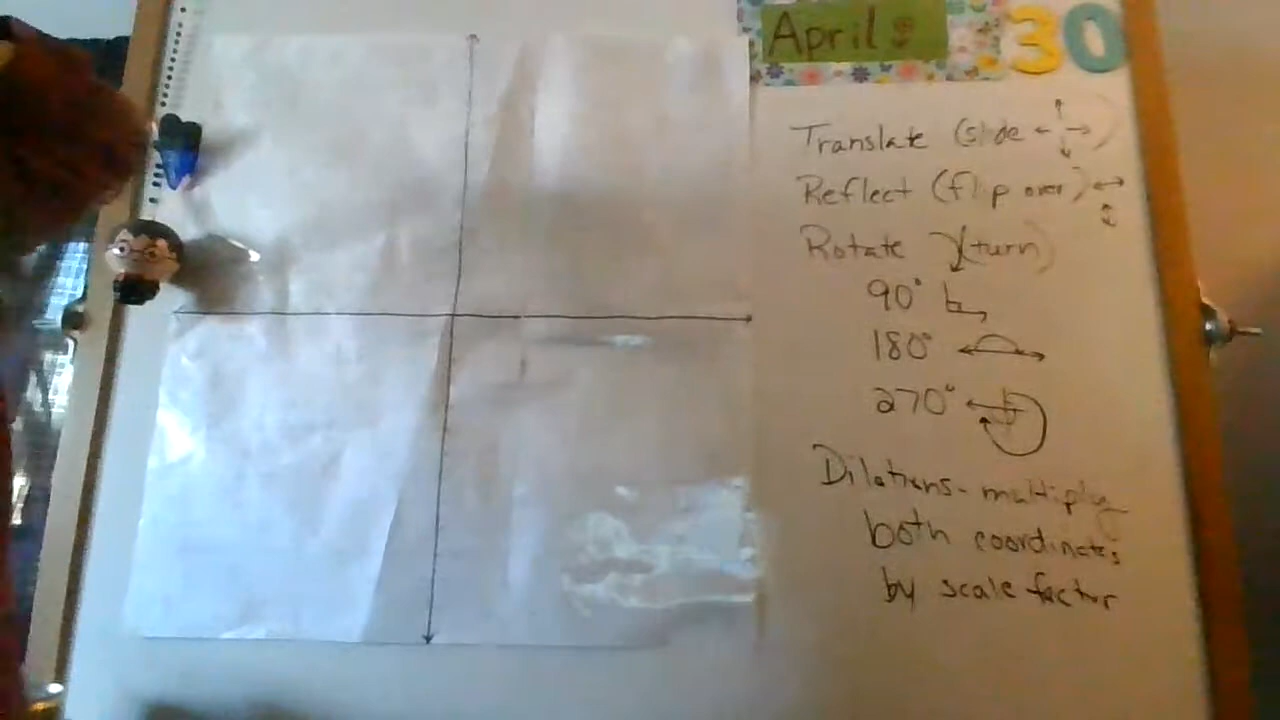 April 30
Translate (slide)
Reflect (flip over)
Rotate (turn)
90°
180°
270°
Dilations - multiply
both coordinates
by scale factor